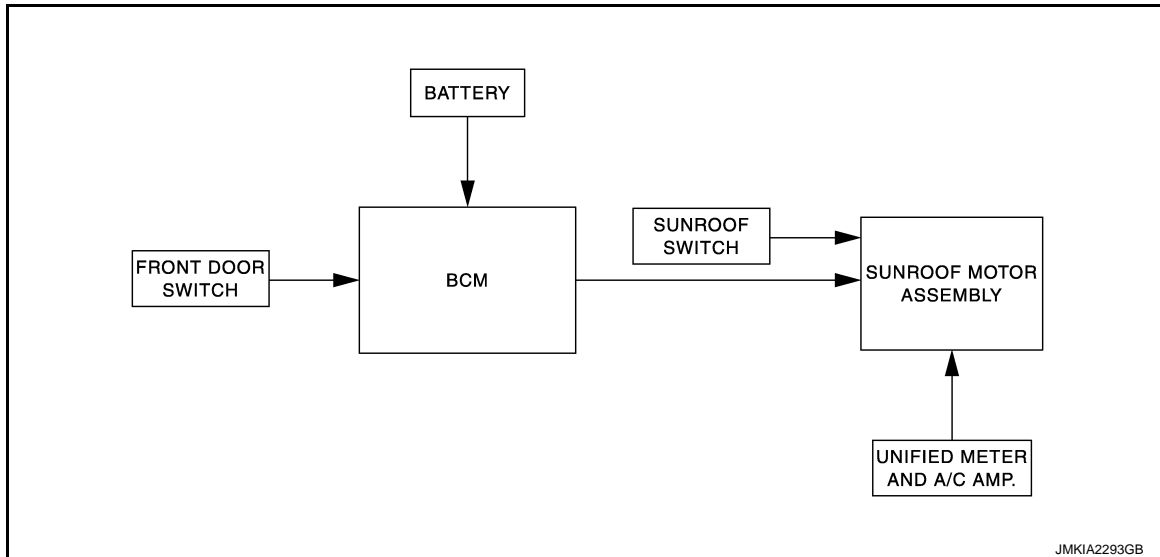 BATTERY
FRONT DOOR
SWITCH
BCM
SUNROOF
SWITCH
SUNROOF MOTOR
ASSEMBLY
UNIFIED METER
AND A/C AMP.
JMKIA2293GB